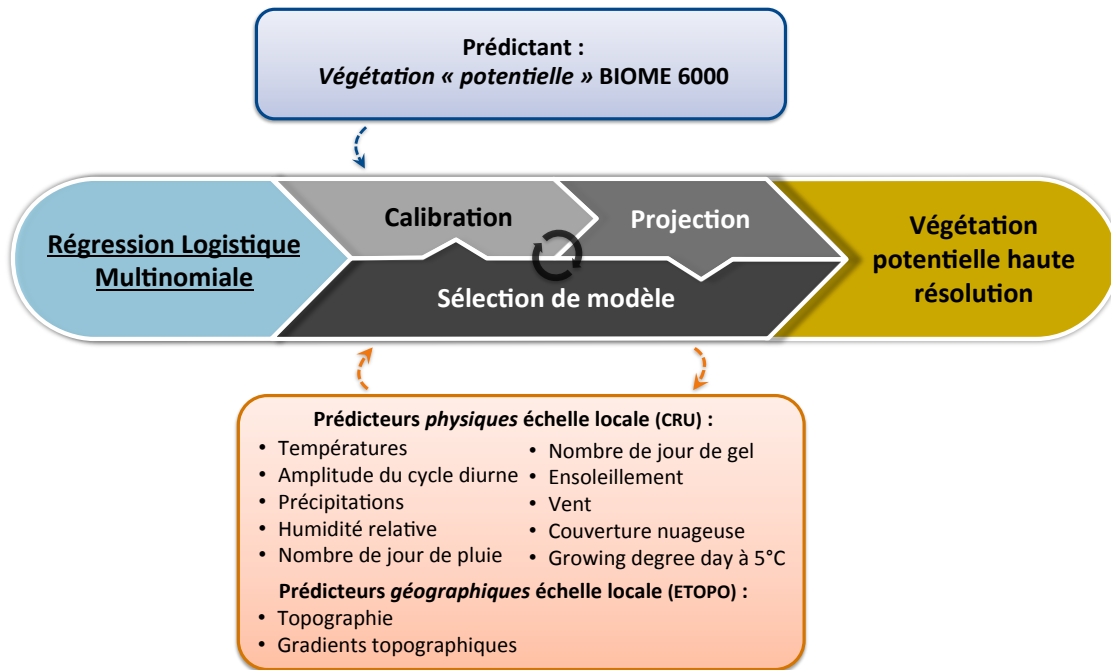 Prédictant :
Végétation « potentielle » BIOME 6000
Régression Logistique
Multinomiale
Calibration
Projection
Sélection de modèle
Végétation
potentielle haute
résolution
Prédicteurs physiques échelle locale (CRU) :
• Températures
• Amplitude du cycle diurne
• Précipitations
• Humidité relative
• Nombre de jour de pluie
• Nombre de jour de gel
• Ensoleillement
• Vent
• Couverture nuageuse
• Growing degree day à 5°C
Prédicteurs géographiques échelle locale (ETOPO) :
• Topographie
• Gradients topographiques